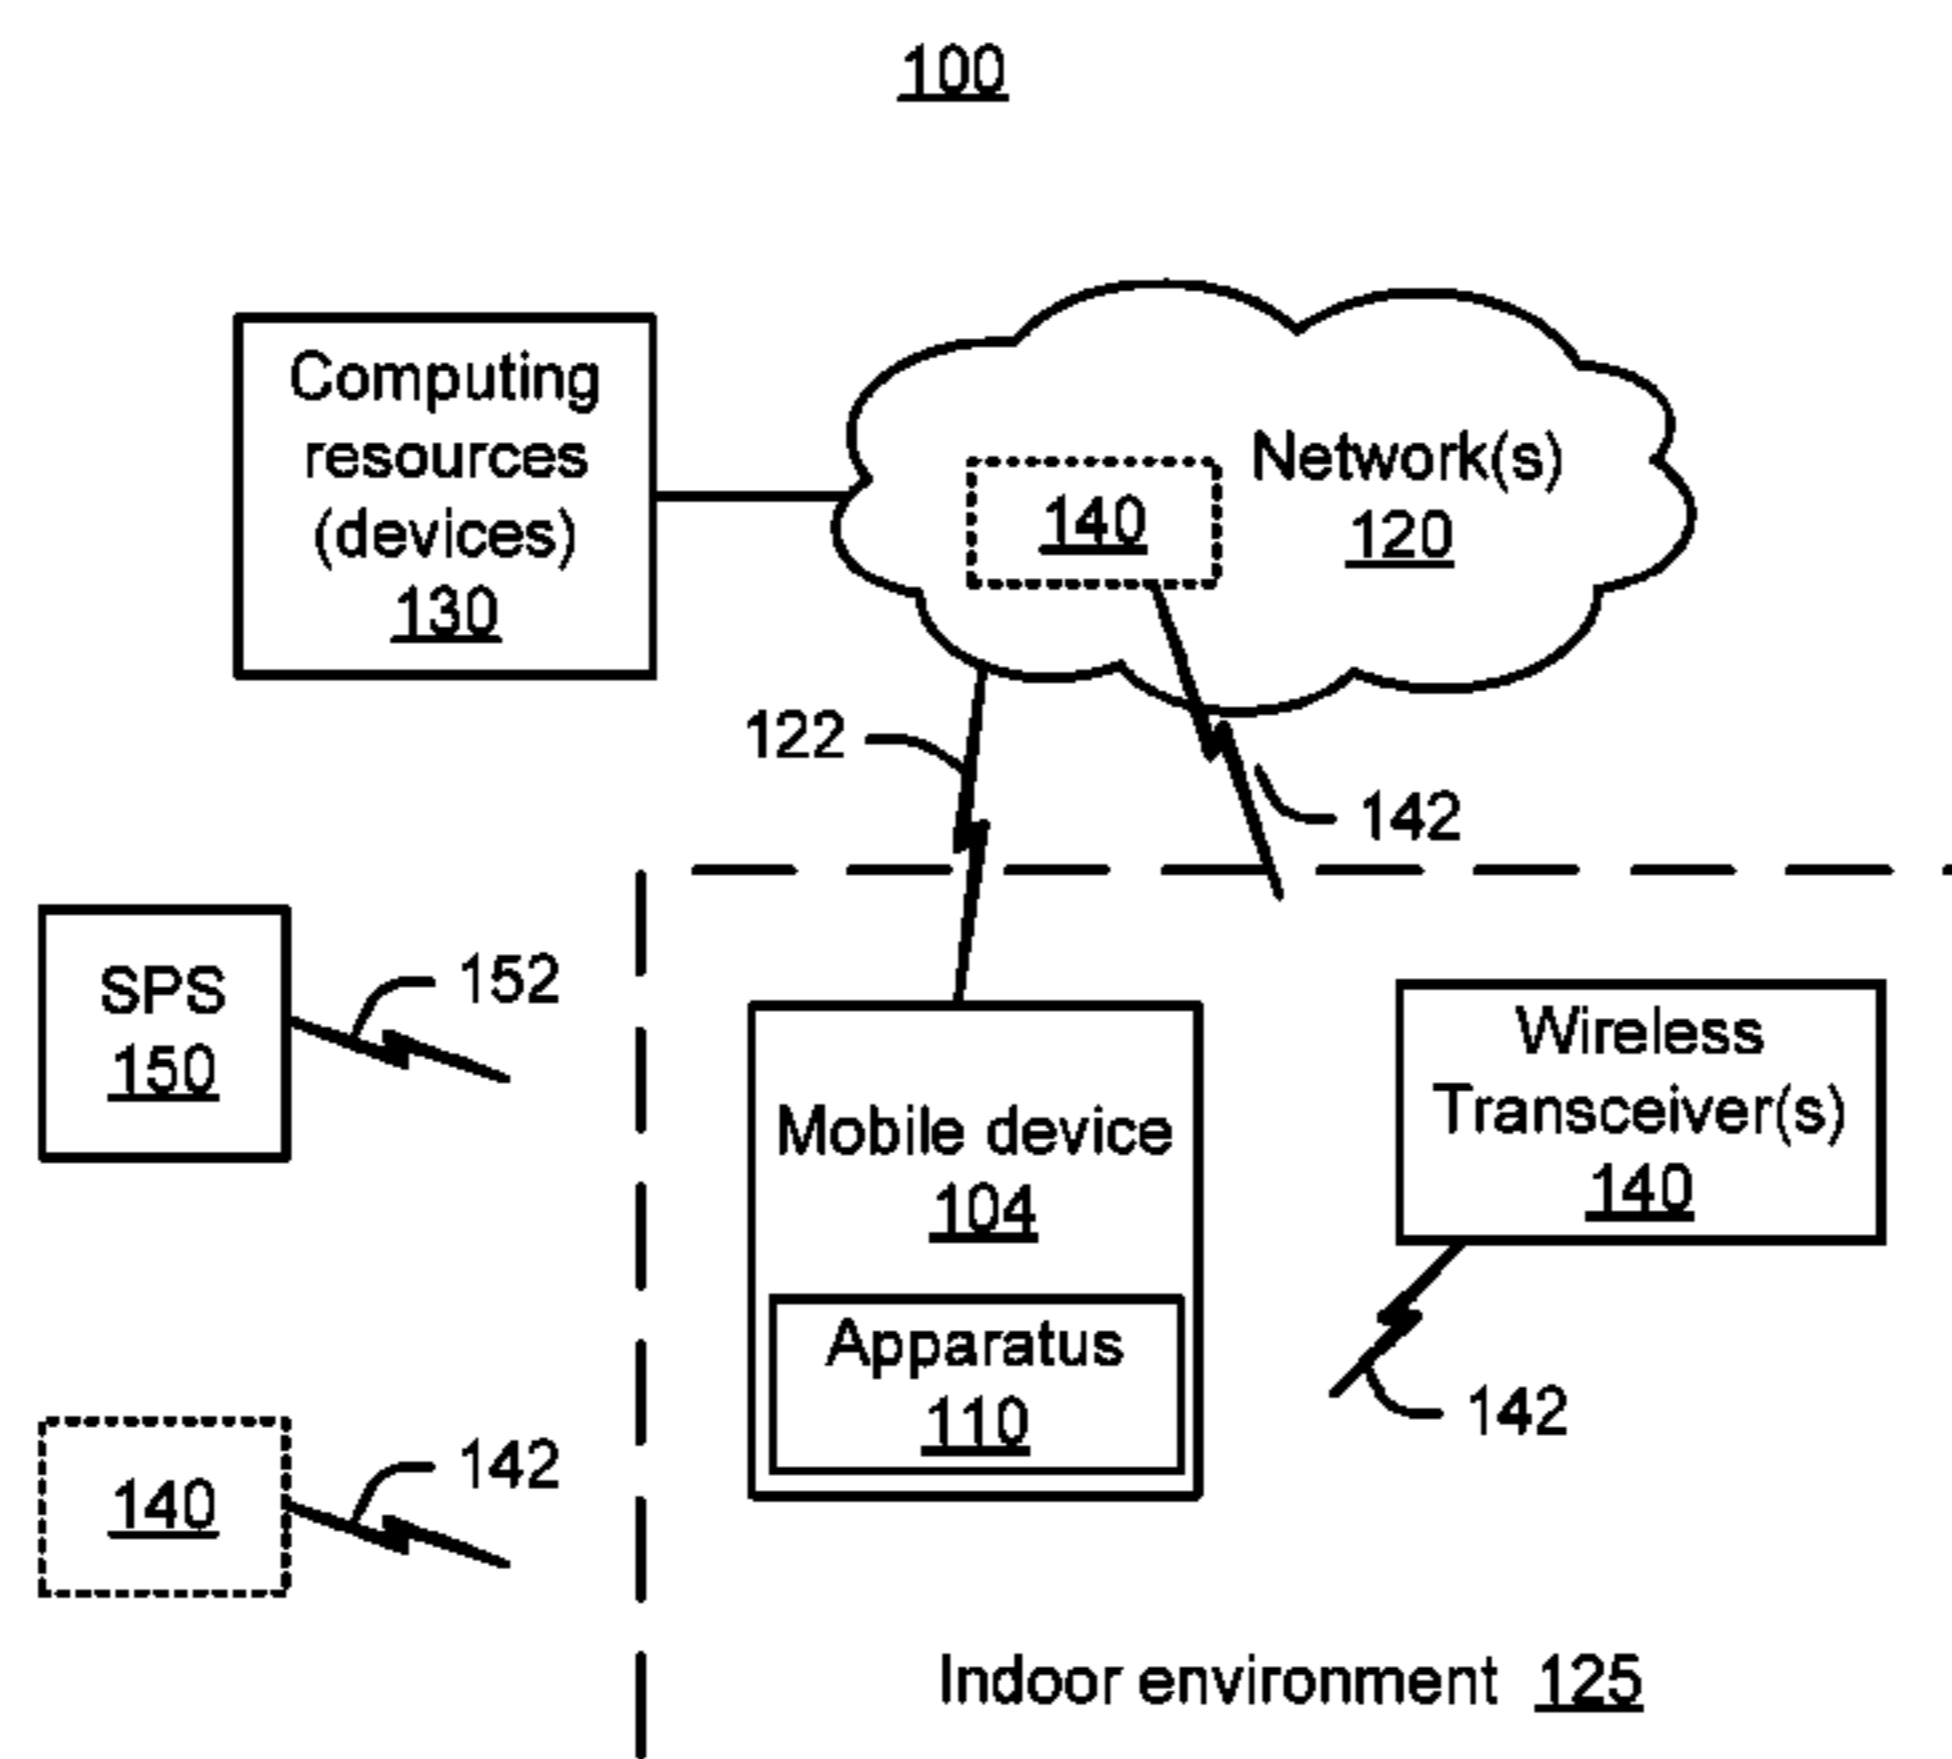 100
Computing
resources
(devices)
130
Network(s)
120
140
122
142
SPS
150
152
Mobile device
104
Apparatus
110
Wireless
Transceiver(s)
140
142
140
142
Indoor environment 125